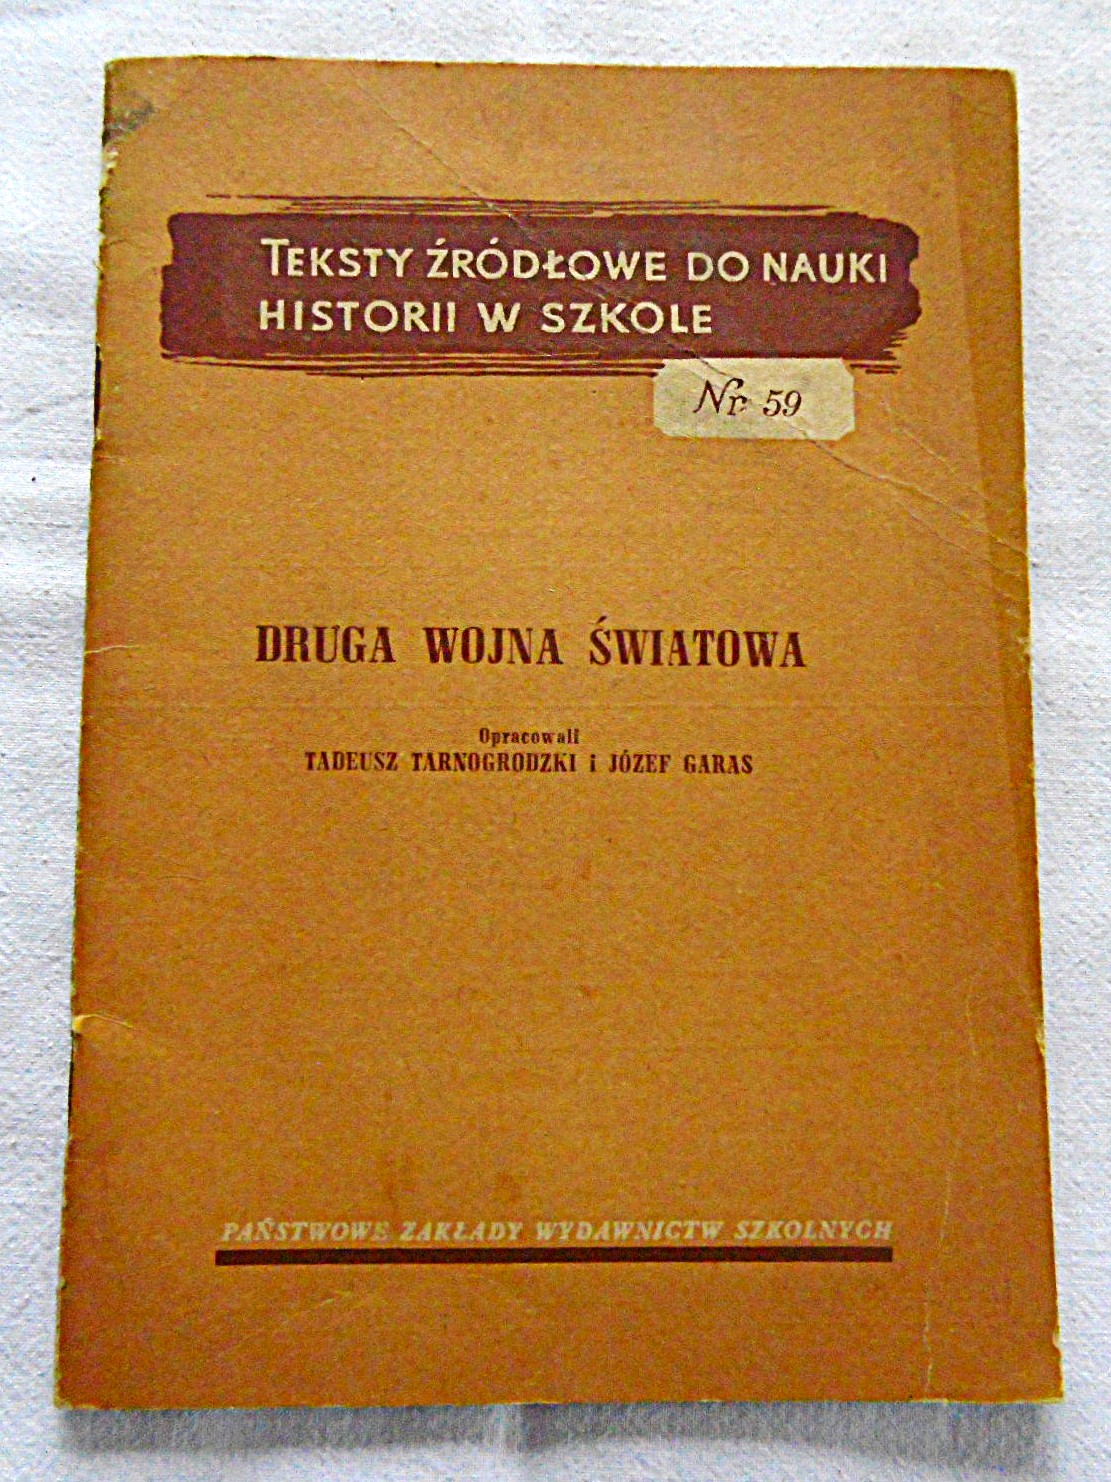 TEKSTY ŹRÓDŁOWE DO NAUKI
HISTORII W SZKOLE
Nr 59
DRUGA WOJNA ŚWIATOWA
Opracowali
TADEUSZ TARNOGRODZKI i JÓZEF GARAS
PAŃSTWOWE ZAKŁADY WYDAWNICTW SZKOLNYCH